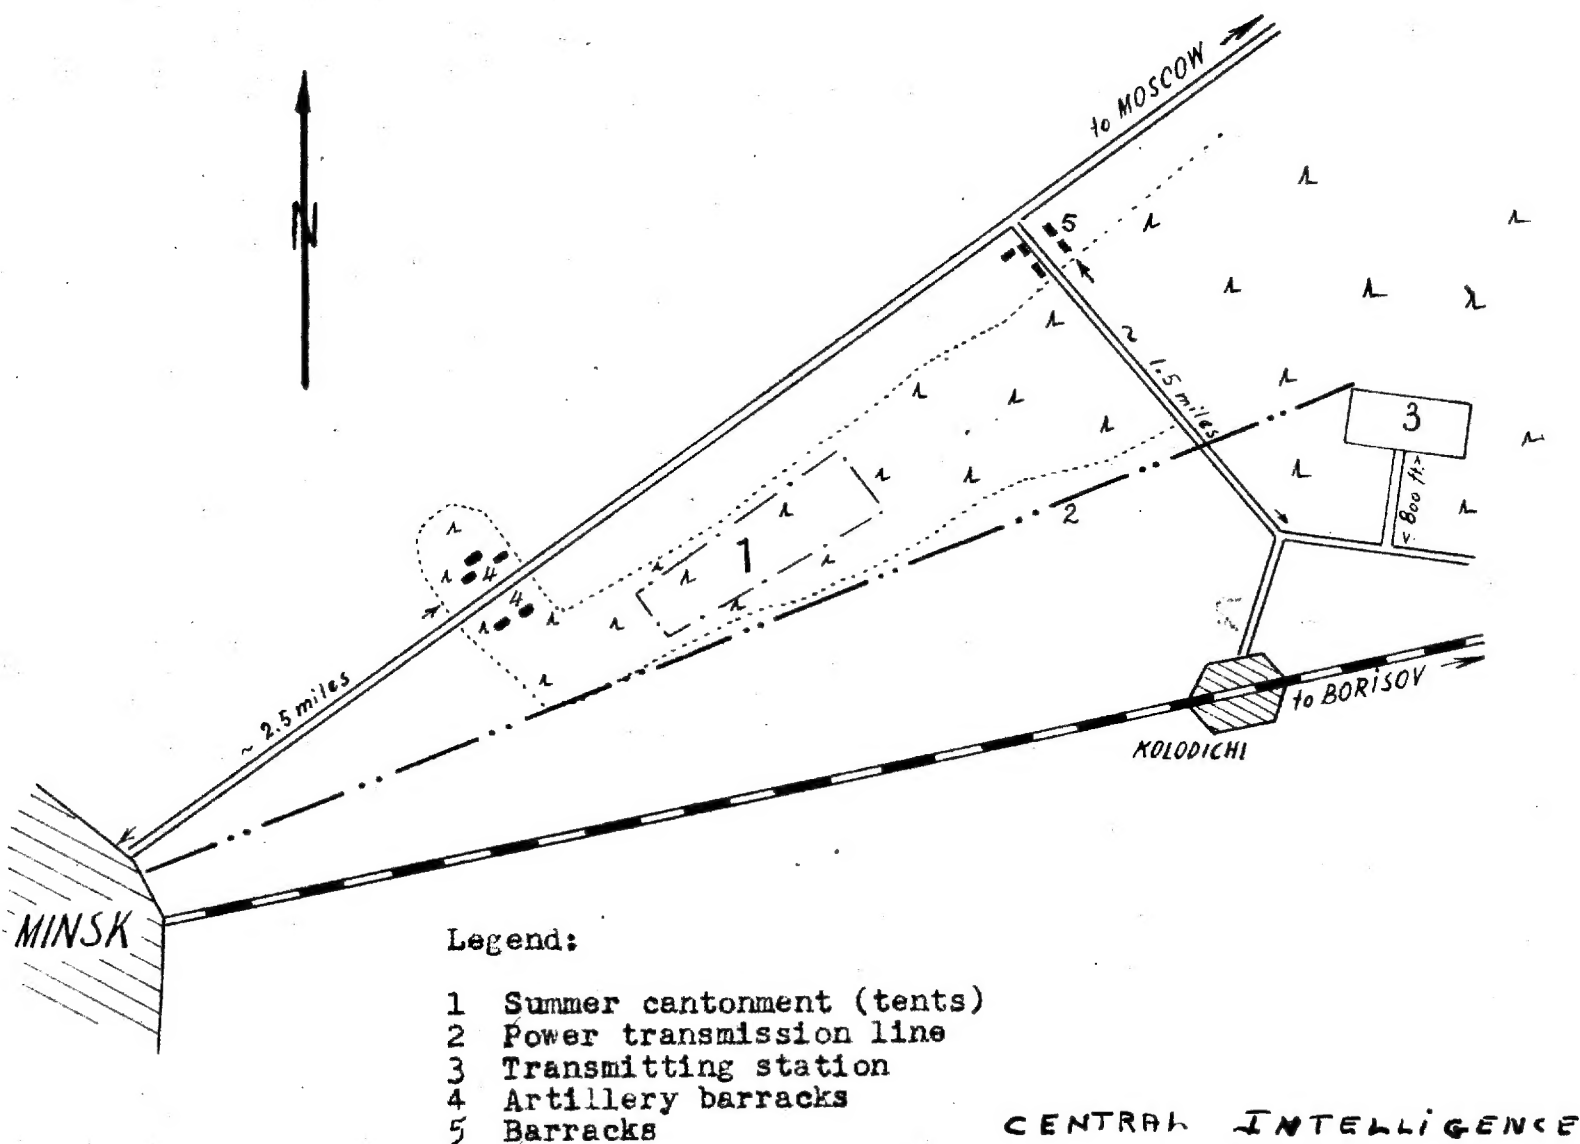 to MOSCOW
N
5
2
1.5 miles
3
800 ft.
2
1
4
4
~ 2.5 miles
to BORISOV
KOLODICHI
MINSK
Legend:
1 Summer cantonment (tents)
2 Power transmission line
3 Transmitting station
4 Artillery barracks
5 Barracks
CENTRAL INTELLIGENCE